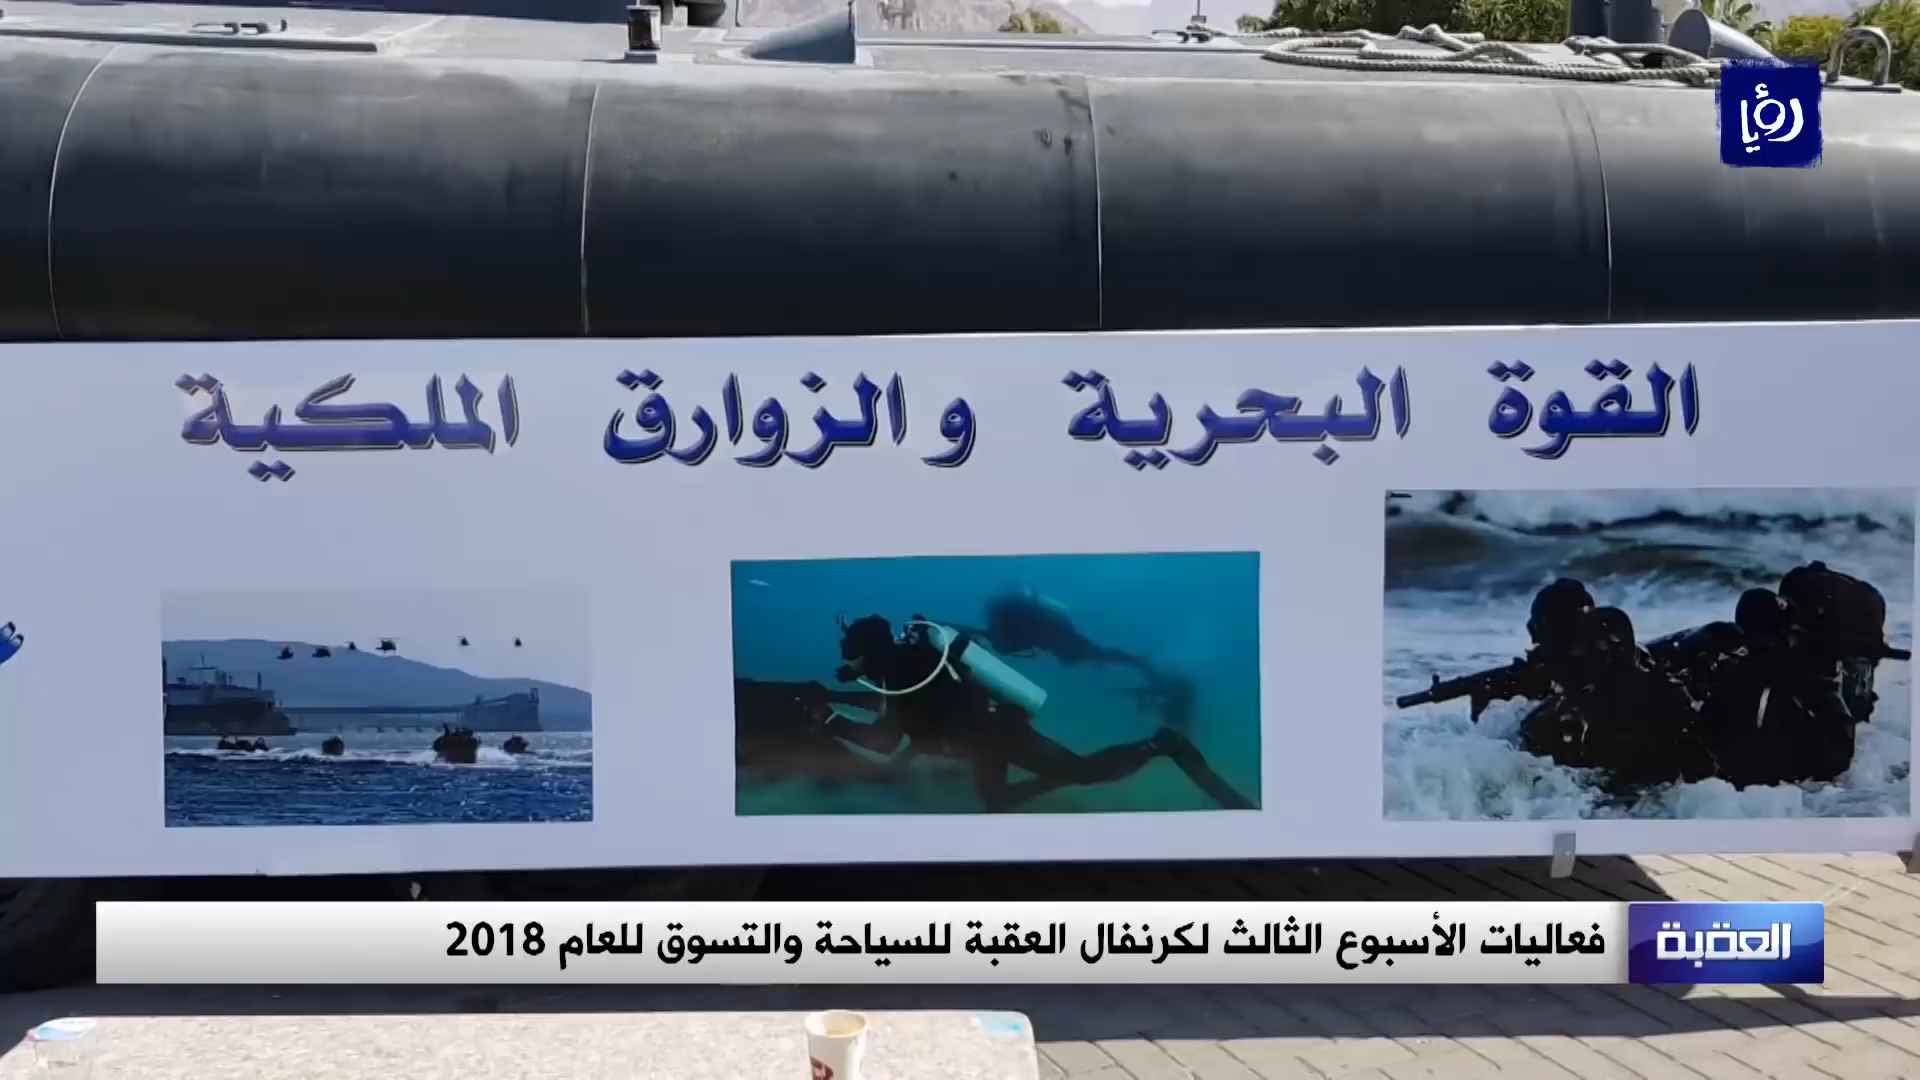 رؤيا
القوة البحرية والزوارق الملكية
العقبة
فعاليات الأسبوع الثالث لكرنفال العقبة للسياحة والتسوق للعام 2018